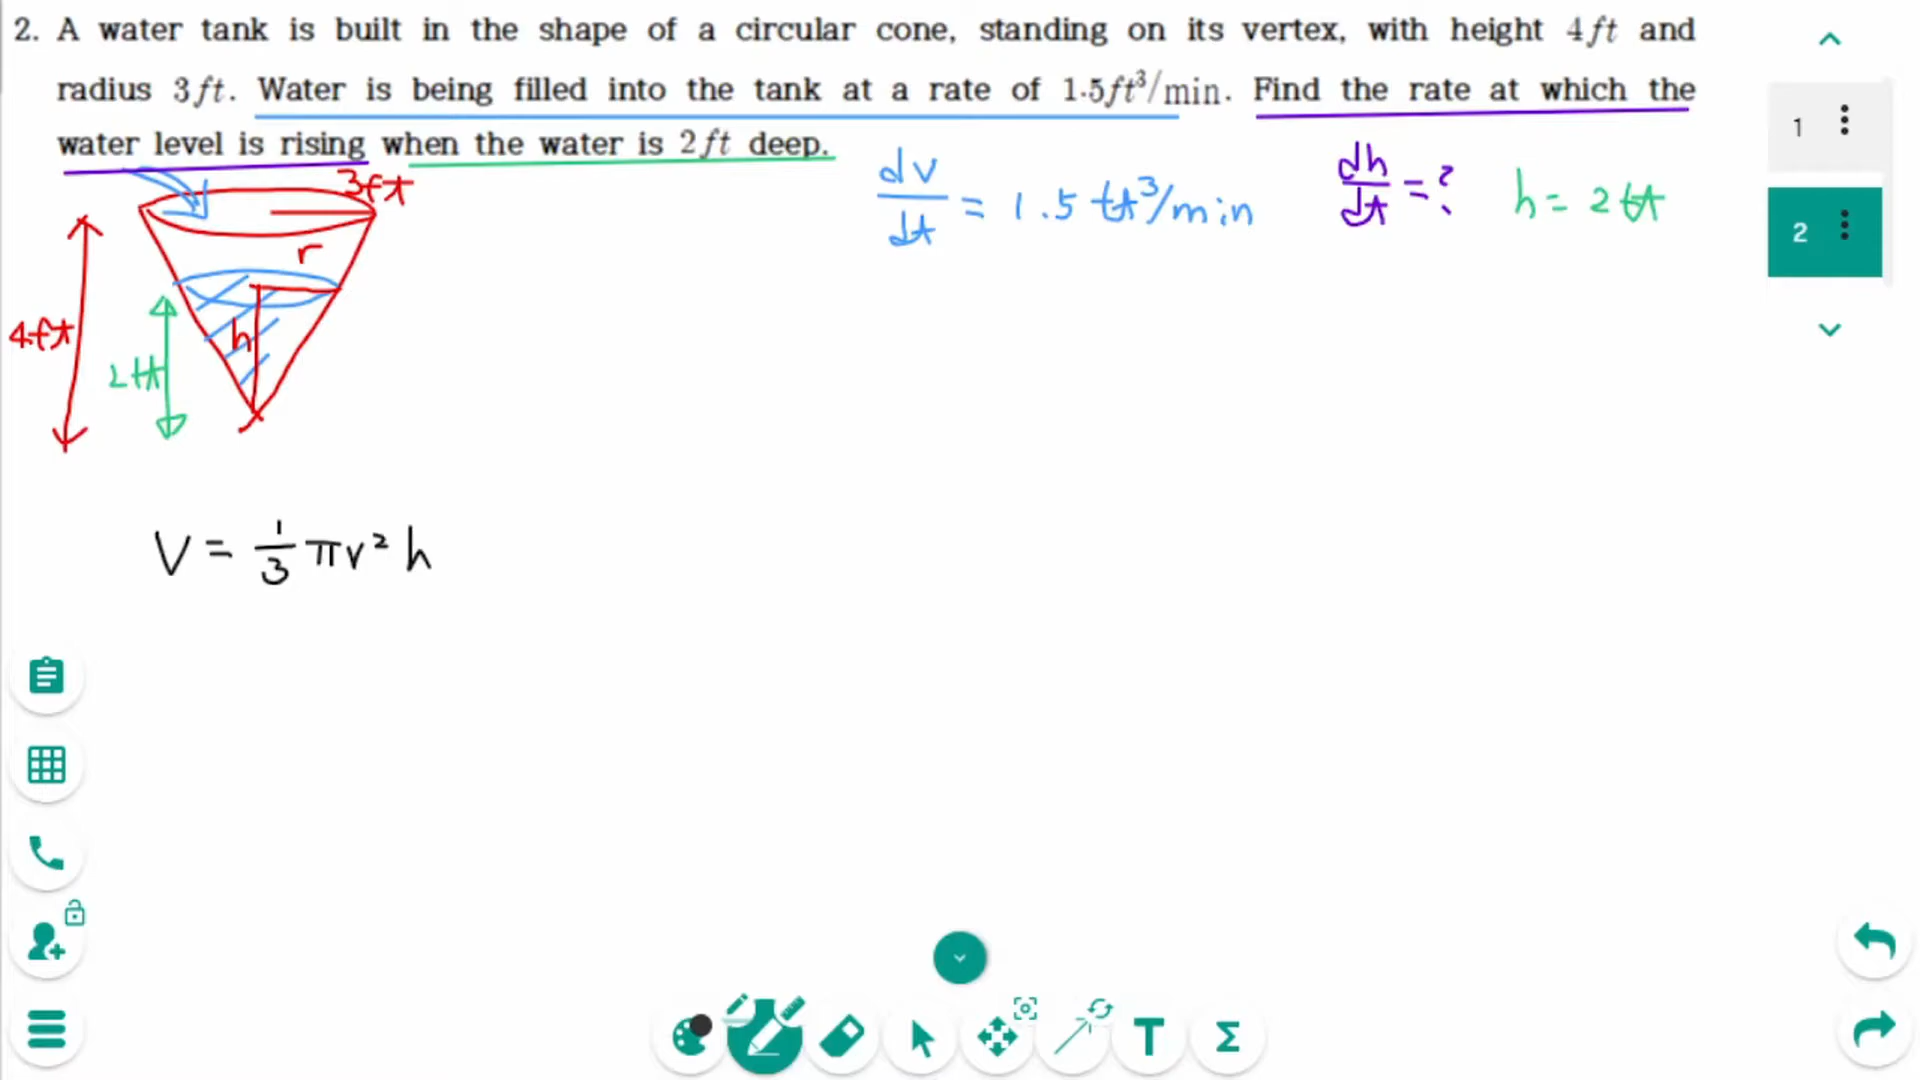 2. A water tank is built in the shape of a circular cone, standing on its vertex, with height 4ft and
radius 3ft. Water is being filled into the tank at a rate of 1.5ft³/min. Find the rate at which the
water level is rising when the water is 2ft deep.
dV/dt = 1.5 ft³/min
dh/dt = ?
h = 2ft
3ft
r
4ft
h
2ft
V = 1/3 πr² h
1
2
T
Σ